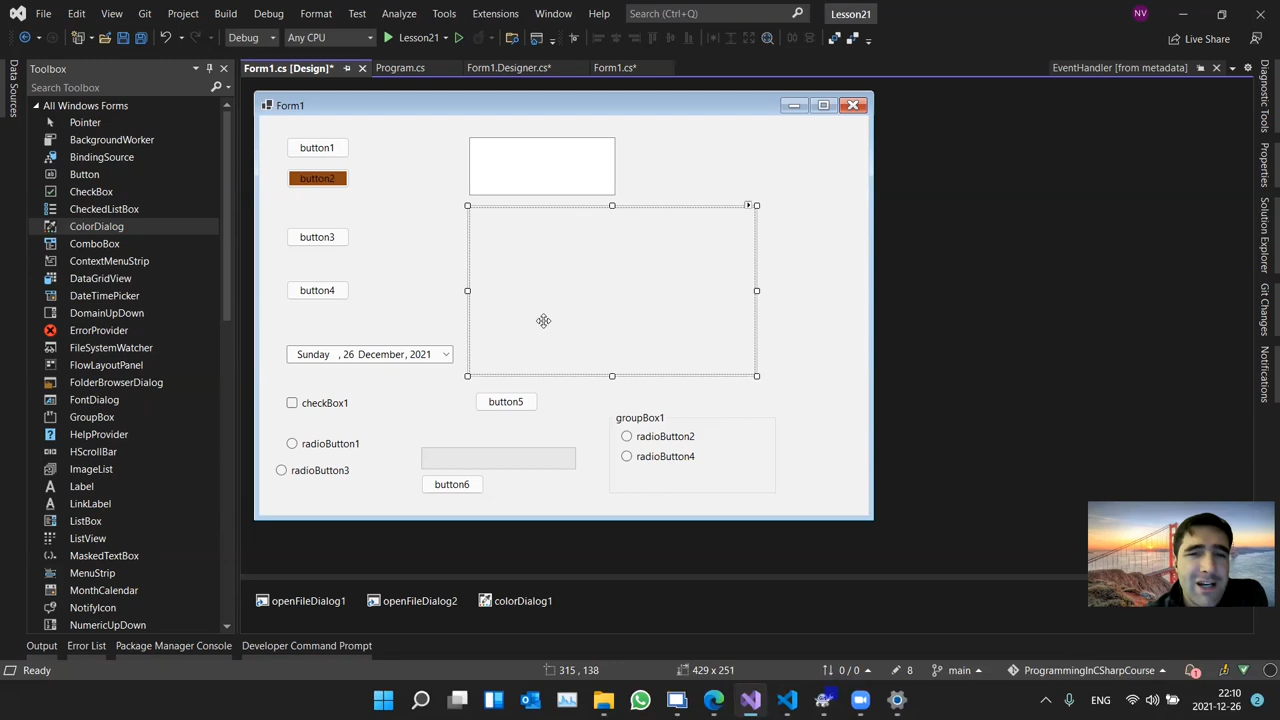 File Edit View Git Project Build Debug Format Test Analyze Tools Extensions Window Help Search (Ctrl+Q) Lesson21 NV
Debug Any CPU Lesson21 Live Share
Data Sources
Toolbox
Search Toolbox
All Windows Forms
Pointer
BackgroundWorker
BindingSource
Button
CheckBox
CheckedListBox
ColorDialog
ComboBox
ContextMenuStrip
DataGridView
DateTimePicker
DomainUpDown
ErrorProvider
FileSystemWatcher
FlowLayoutPanel
FolderBrowserDialog
FontDialog
GroupBox
HelpProvider
HScrollBar
ImageList
Label
LinkLabel
ListBox
ListView
MaskedTextBox
MenuStrip
MonthCalendar
NotifyIcon
NumericUpDown
Form1.cs [Design]* Program.cs Form1.Designer.cs* Form1.cs* EventHandler [from metadata]
Form1
button1
button2
button3
button4
Sunday , 26 December, 2021
checkBox1
button5
groupBox1
radioButton2
radioButton1
radioButton4
radioButton3
button6
openFileDialog1 openFileDialog2 colorDialog1
Diagnostic Tools
Properties
Solution Explorer
Git Changes
Notifications
Output Error List Package Manager Console Developer Command Prompt
Ready 315 , 138 429 x 251 0 / 0 8 main ProgrammingInCSharpCourse 1
ENG 22:10
2021-12-26 2